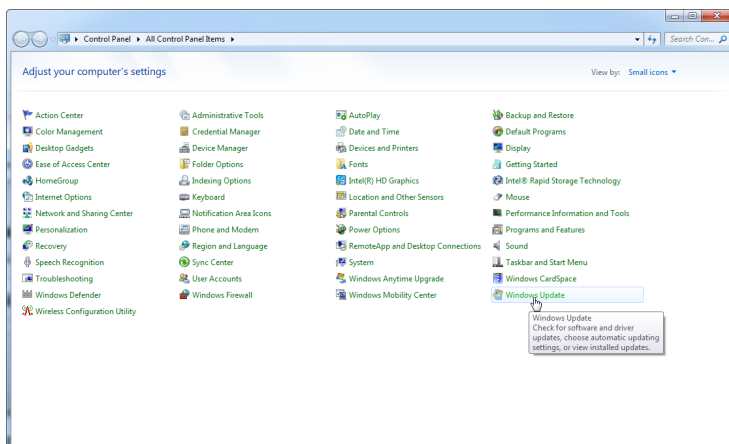 Control Panel ▸ All Control Panel Items ▸ Search Con...
Adjust your computer's settings View by: Small icons
Action Center Administrative Tools AutoPlay Backup and Restore
Color Management Credential Manager Date and Time Default Programs
Desktop Gadgets Device Manager Devices and Printers Display
Ease of Access Center Folder Options Fonts Getting Started
HomeGroup Indexing Options Intel(R) HD Graphics Intel® Rapid Storage Technology
Internet Options Keyboard Location and Other Sensors Mouse
Network and Sharing Center Notification Area Icons Parental Controls Performance Information and Tools
Personalization Phone and Modem Power Options Programs and Features
Recovery Region and Language RemoteApp and Desktop Connections Sound
Speech Recognition Sync Center System Taskbar and Start Menu
Troubleshooting User Accounts Windows Anytime Upgrade Windows CardSpace
Windows Defender Windows Firewall Windows Mobility Center Windows Update
Wireless Configuration Utility
Windows Update
Check for software and driver
updates, choose automatic updating
settings, or view installed updates.